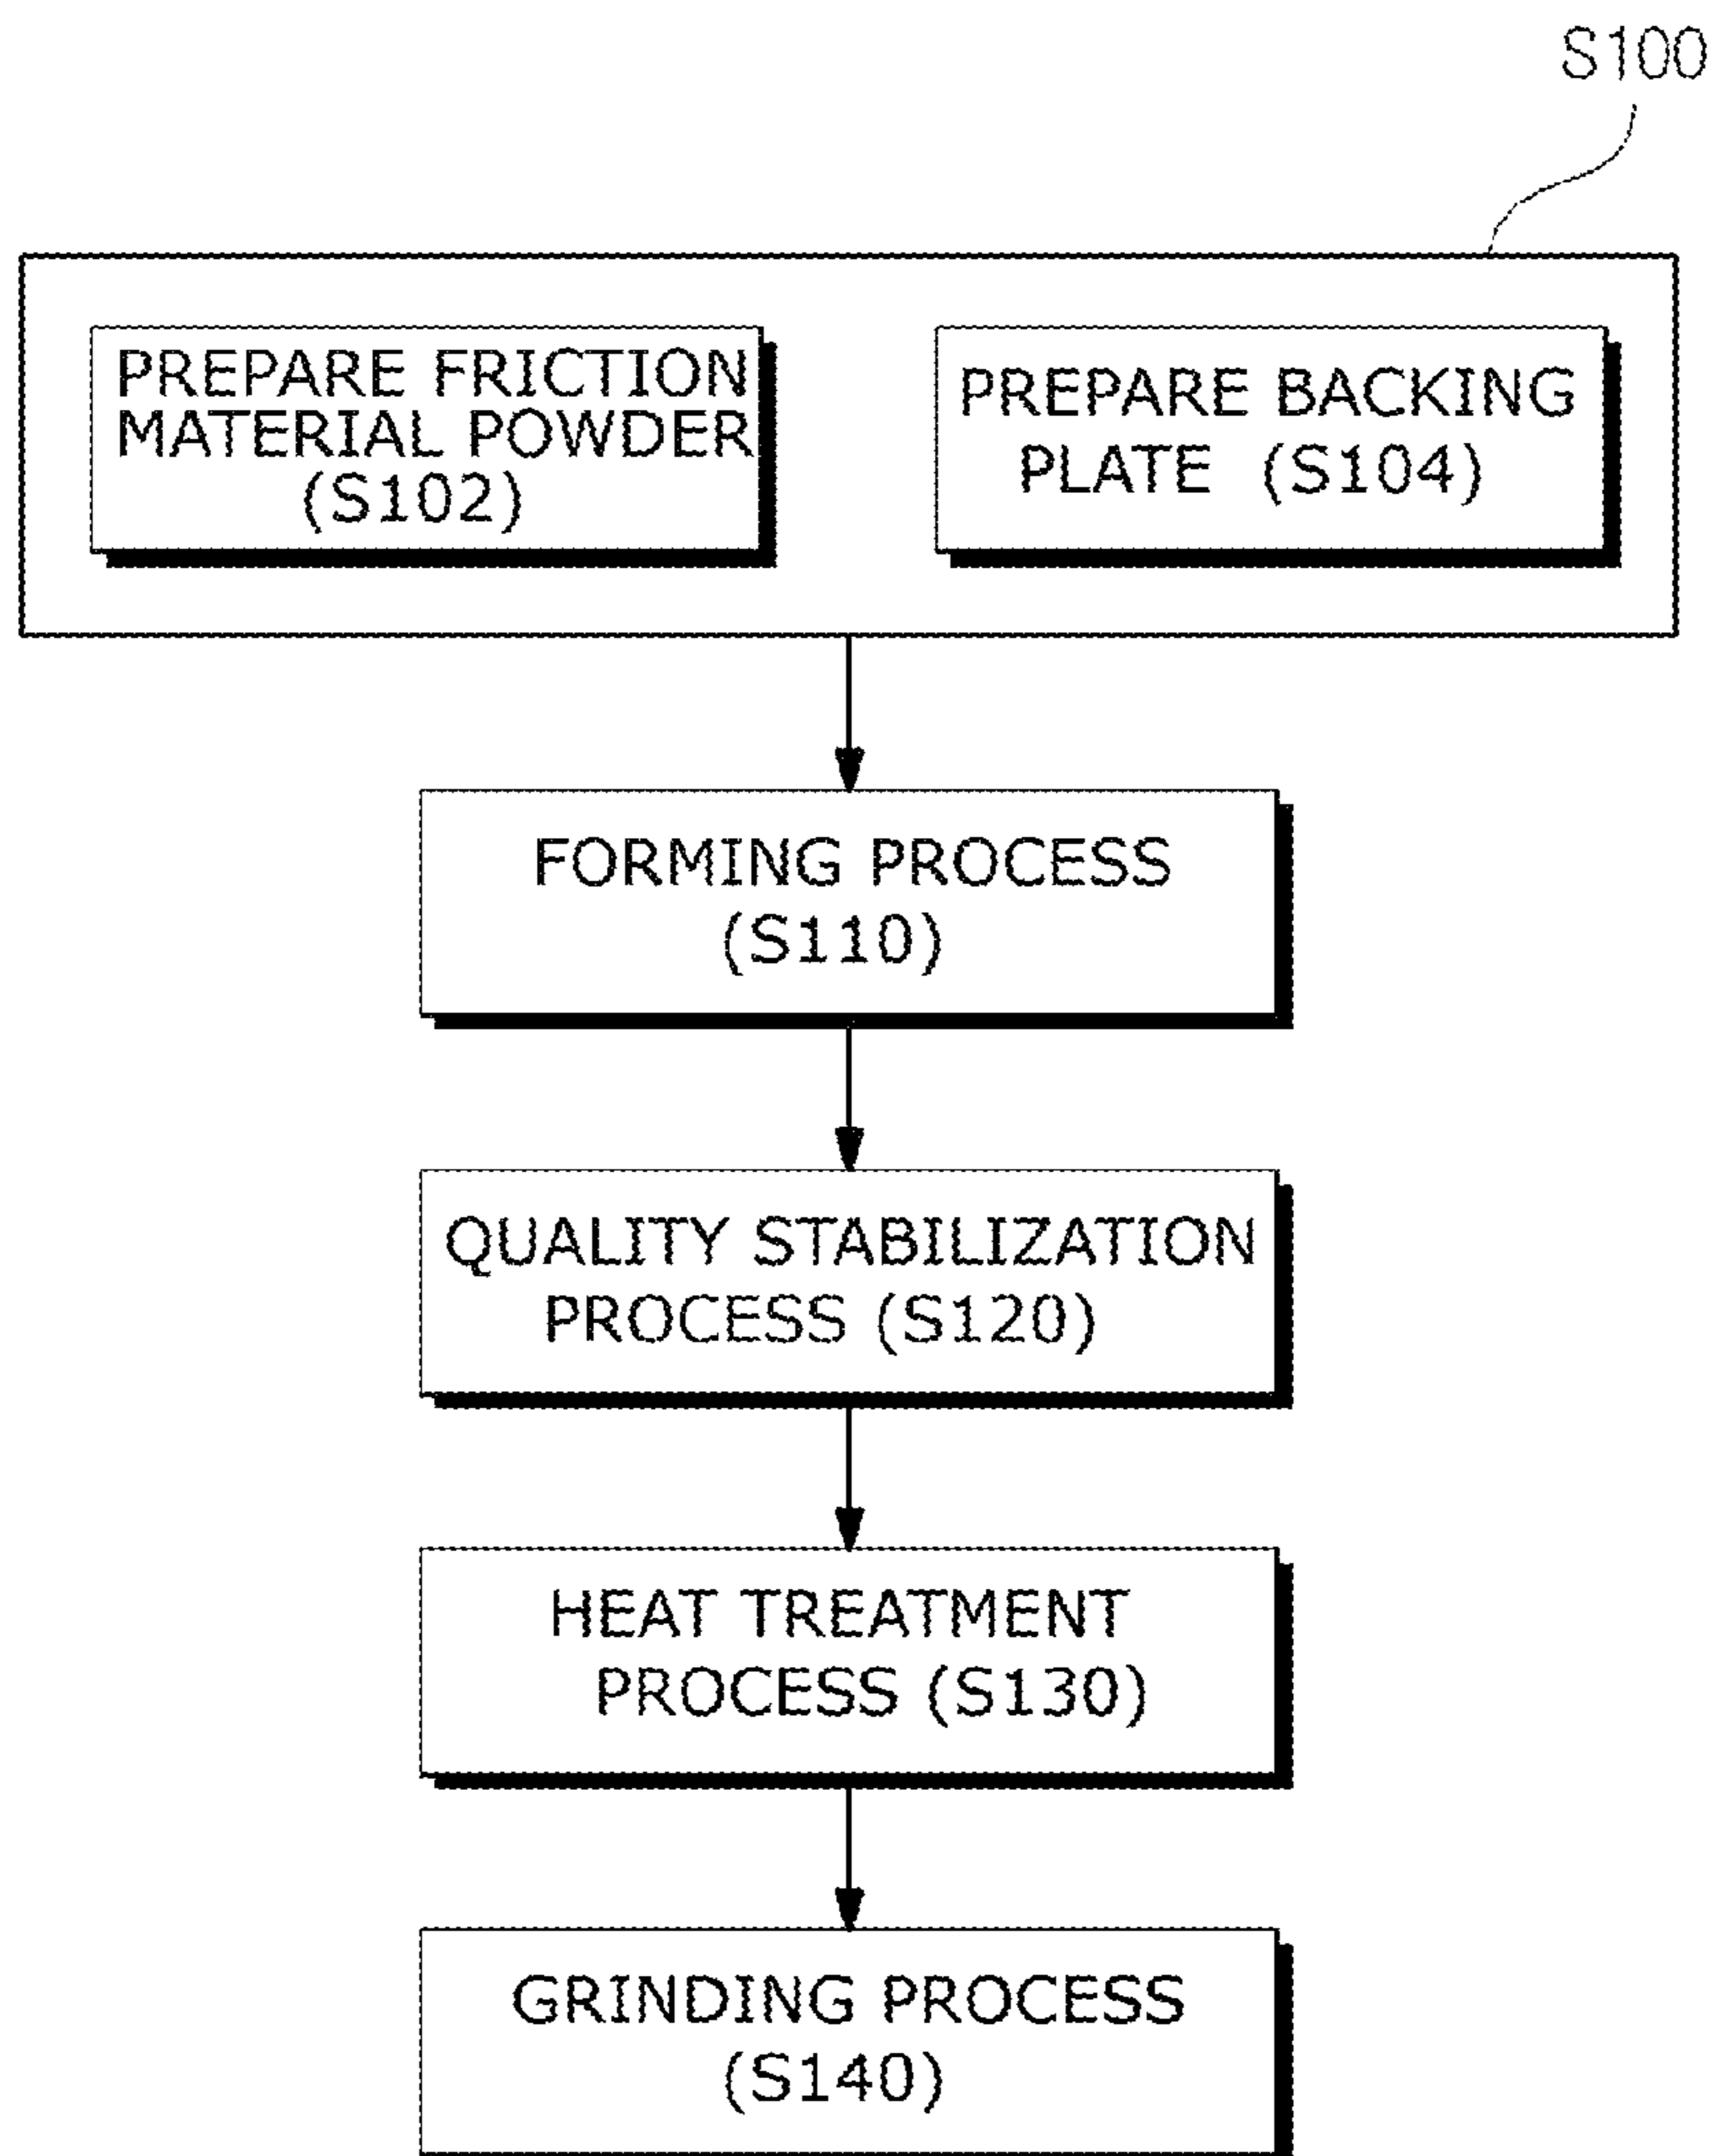 S100
PREPARE FRICTION
MATERIAL POWDER
(S102)
PREPARE BACKING
PLATE (S104)
FORMING PROCESS
(S110)
QUALITY STABILIZATION
PROCESS (S120)
HEAT TREATMENT
PROCESS (S130)
GRINDING PROCESS
(S140)